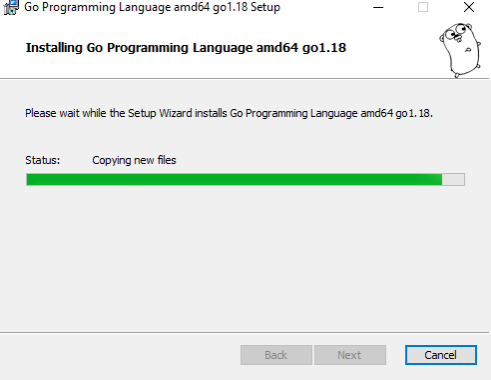 Go Programming Language amd64 go1.18 Setup
Installing Go Programming Language amd64 go1.18
Please wait while the Setup Wizard installs Go Programming Language amd64 go1.18.
Status: Copying new files
Back Next Cancel